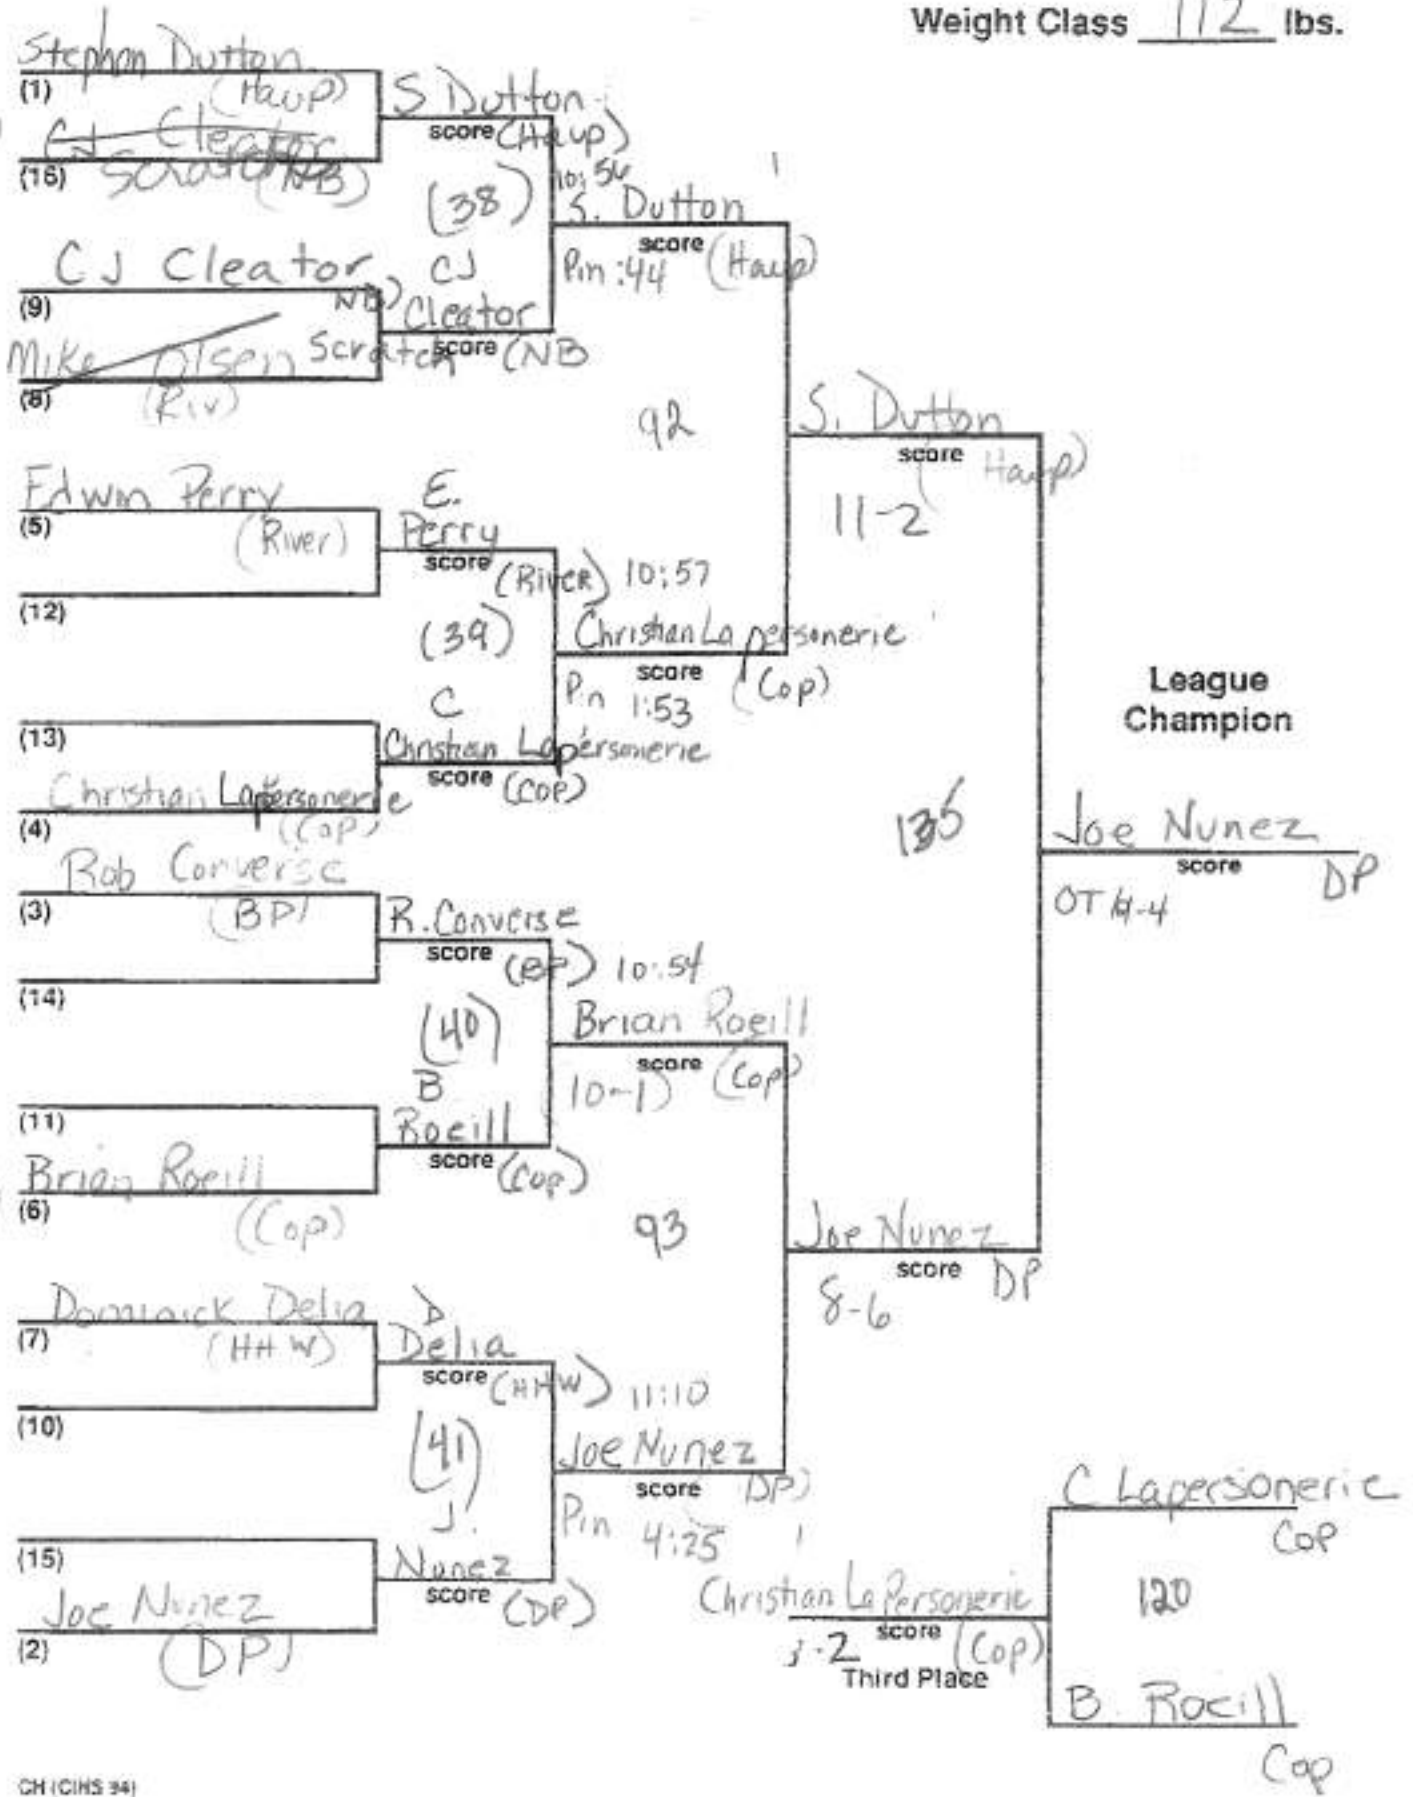 Weight Class 112 lbs.
Stephan Dutton
(1)
(Haup)
CJ Cleator
(16)
Scratch
(NB)
S Dutton
score (Haup)
(38)
10:56
S. Dutton
score (Haup)
Pin :44
CJ Cleator
(9)
NB)
CJ
Cleator
score (NB
Mike Olsen Scratch
(8)
(Riv)
92
S. Dutton
score
(Haup)
11-2
Edwin Perry
(5)
(River)
E.
Perry
score
(River) 10:57
(12)
(39)
Christian Lapersonerie
score (Cop)
Pin 1:53
(13)
C
Christian Lapersonerie
score (Cop)
Christian Lapersonerie
(4)
(Cop)
League
Champion
135
Joe Nunez
score
DP
OT 4-4
Rob Converse
(3)
(BP)
R. Converse
score
(BP) 10:54
(14)
(40)
Brian Roeill
score (Cop)
10-1)
(11)
B
Roeill
score (Cop)
Brian Roeill
(6)
(Cop)
93
Joe Nunez
score DP
8-6
Dominick Delia
(7)
(HHW)
D
Delia
score (HHW) 11:10
(10)
(41)
Joe Nunez
score DP)
Pin 4:25
(15)
J.
Nunez
score (DP)
Joe Nunez
(2)
(DP)
C Lapersonerie
Cop
120
Christian LaPersonerie
score (Cop)
-2
Third Place
B. Roeill
Cop
CH (CIHS 94)